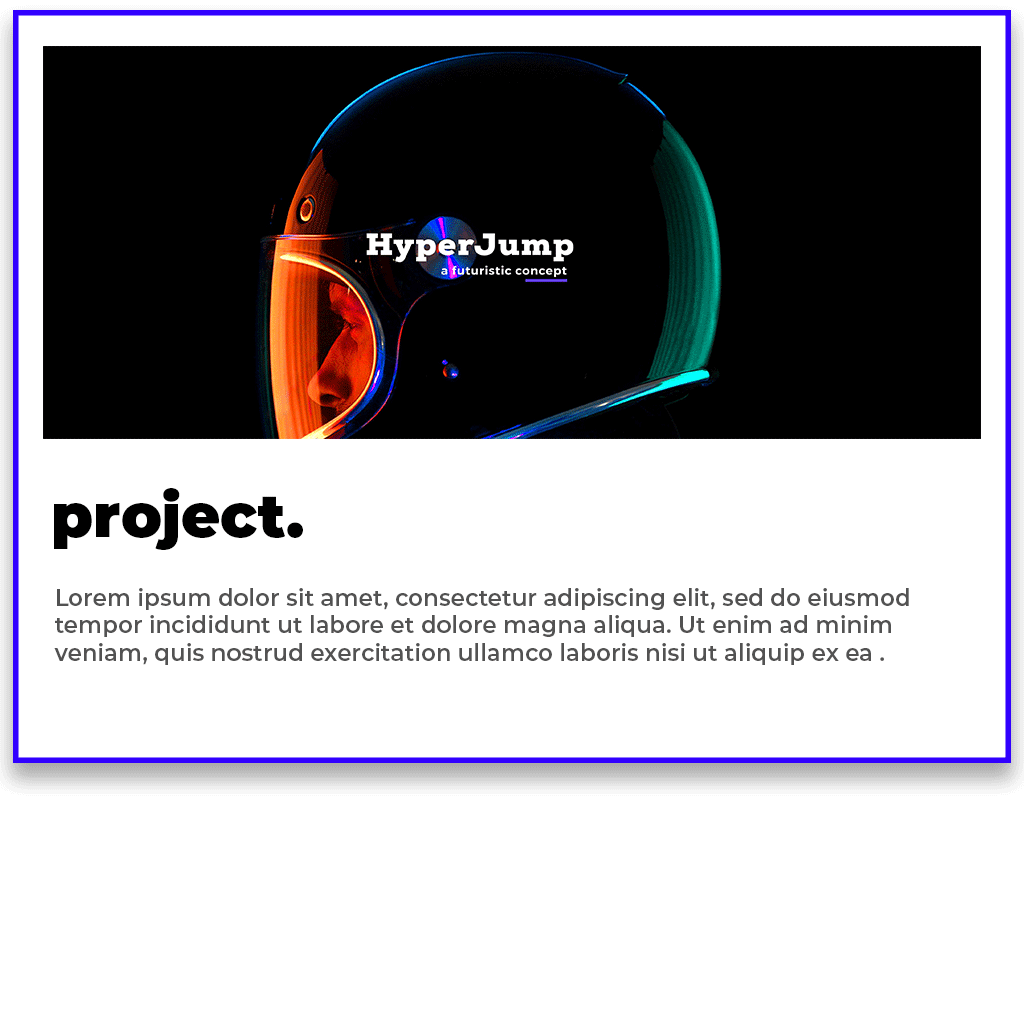 HyperJump
a futuristic concept
project.
Lorem ipsum dolor sit amet, consectetur adipiscing elit, sed do eiusmod
tempor incididunt ut labore et dolore magna aliqua. Ut enim ad minim
veniam, quis nostrud exercitation ullamco laboris nisi ut aliquip ex ea .